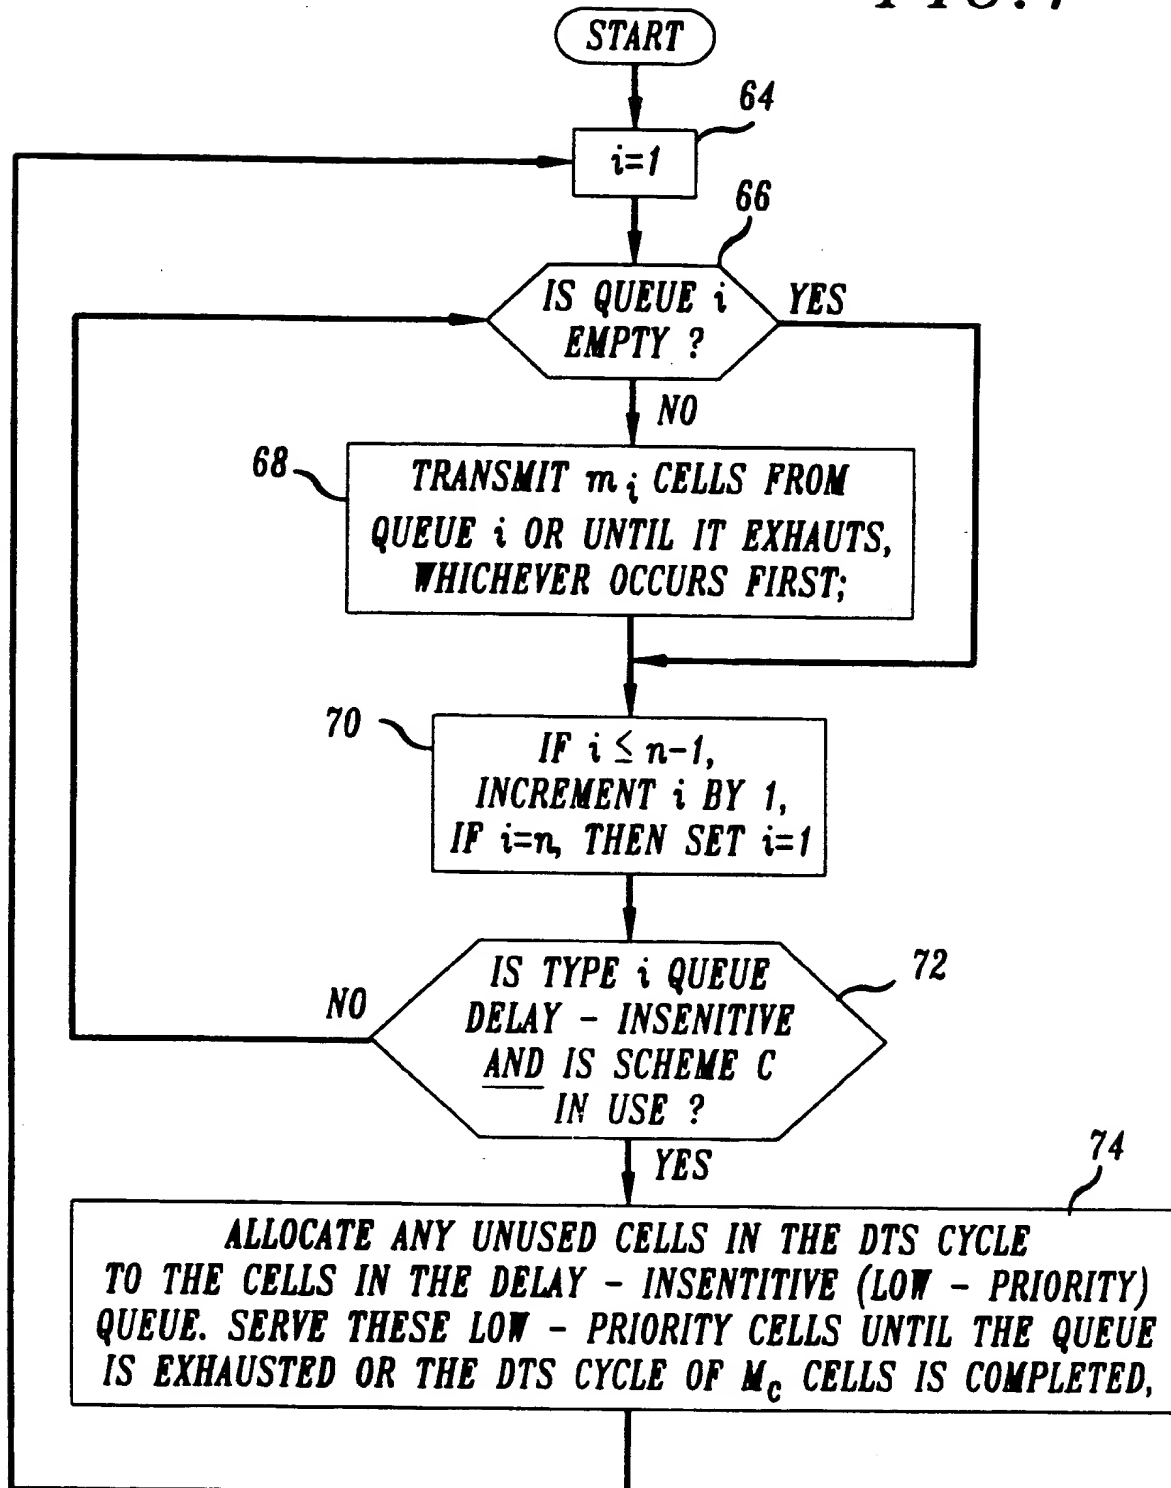 START
64
i=1
66
IS QUEUE i
EMPTY ?
YES
NO
68
TRANSMIT mi CELLS FROM
QUEUE i OR UNTIL IT EXHAUTS,
WHICHEVER OCCURS FIRST;
70
IF i ≤ n-1,
INCREMENT i BY 1,
IF i=n, THEN SET i=1
72
IS TYPE i QUEUE
DELAY - INSENITIVE
AND IS SCHEME C
IN USE ?
NO
YES
74
ALLOCATE ANY UNUSED CELLS IN THE DTS CYCLE
TO THE CELLS IN THE DELAY - INSENTITIVE (LOW - PRIORITY)
QUEUE. SERVE THESE LOW - PRIORITY CELLS UNTIL THE QUEUE
IS EXHAUSTED OR THE DTS CYCLE OF Mc CELLS IS COMPLETED,